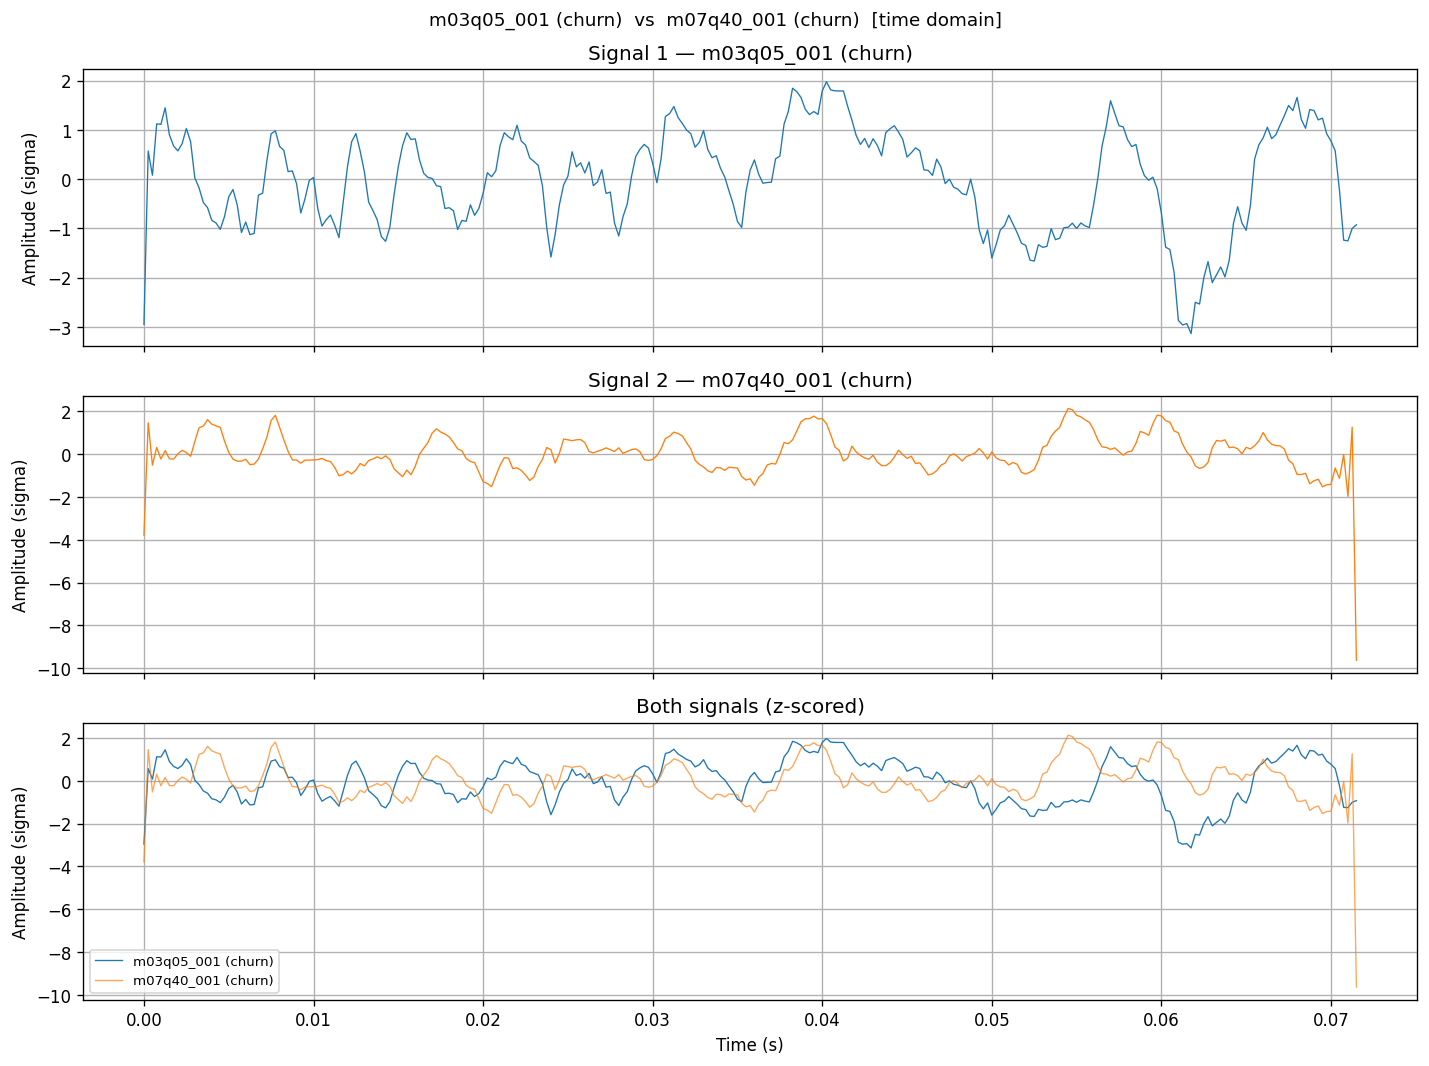 m03q05_001 (churn)  vs  m07q40_001 (churn)  [time domain]
Signal 1 — m03q05_001 (churn)
Amplitude (sigma)
2
1
0
−1
−2
−3
Signal 2 — m07q40_001 (churn)
Amplitude (sigma)
2
0
−2
−4
−6
−8
−10
Both signals (z-scored)
Amplitude (sigma)
2
0
−2
−4
−6
−8
−10
m03q05_001 (churn)
m07q40_001 (churn)
0.00 0.01 0.02 0.03 0.04 0.05 0.06 0.07
Time (s)